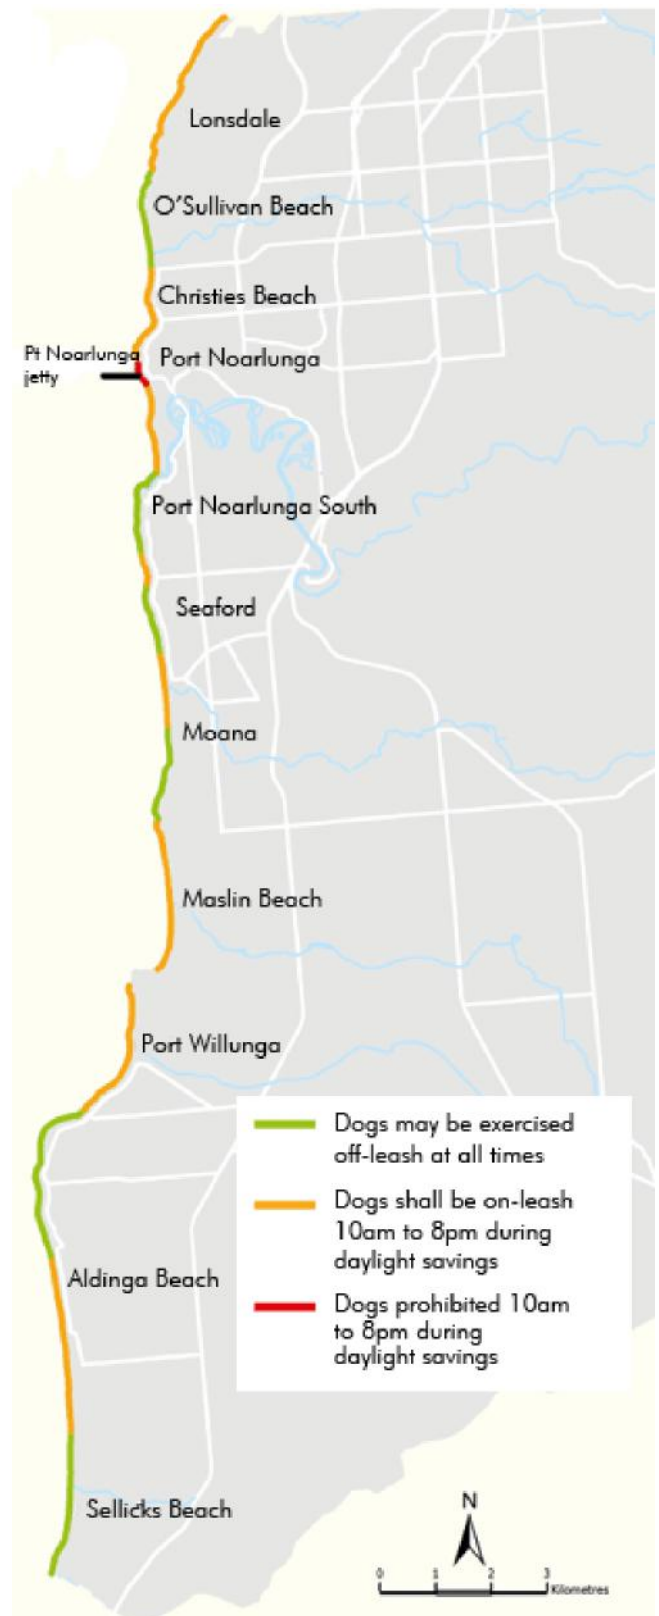 Lonsdale
O'Sullivan Beach
Christies Beach
Pt Noarlunga
jetty
Port Noarlunga
Port Noarlunga South
Seaford
Moana
Maslin Beach
Port Willunga
Dogs may be exercised
off-leash at all times
Dogs shall be on-leash
10am to 8pm during
daylight savings
Aldinga Beach
Dogs prohibited 10am
to 8pm during
daylight savings
Sellicks Beach
N
0 1 2 3
Kilometres